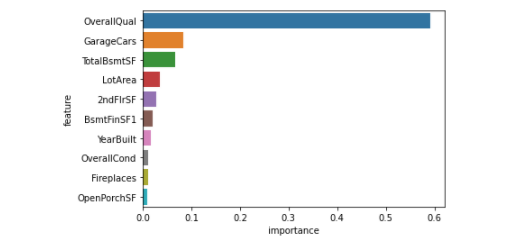 OverallQual
GarageCars
TotalBsmtSF
LotArea
2ndFlrSF
BsmtFinSF1
YearBuilt
OverallCond
Fireplaces
OpenPorchSF
feature
0.0 0.1 0.2 0.3 0.4 0.5 0.6
importance